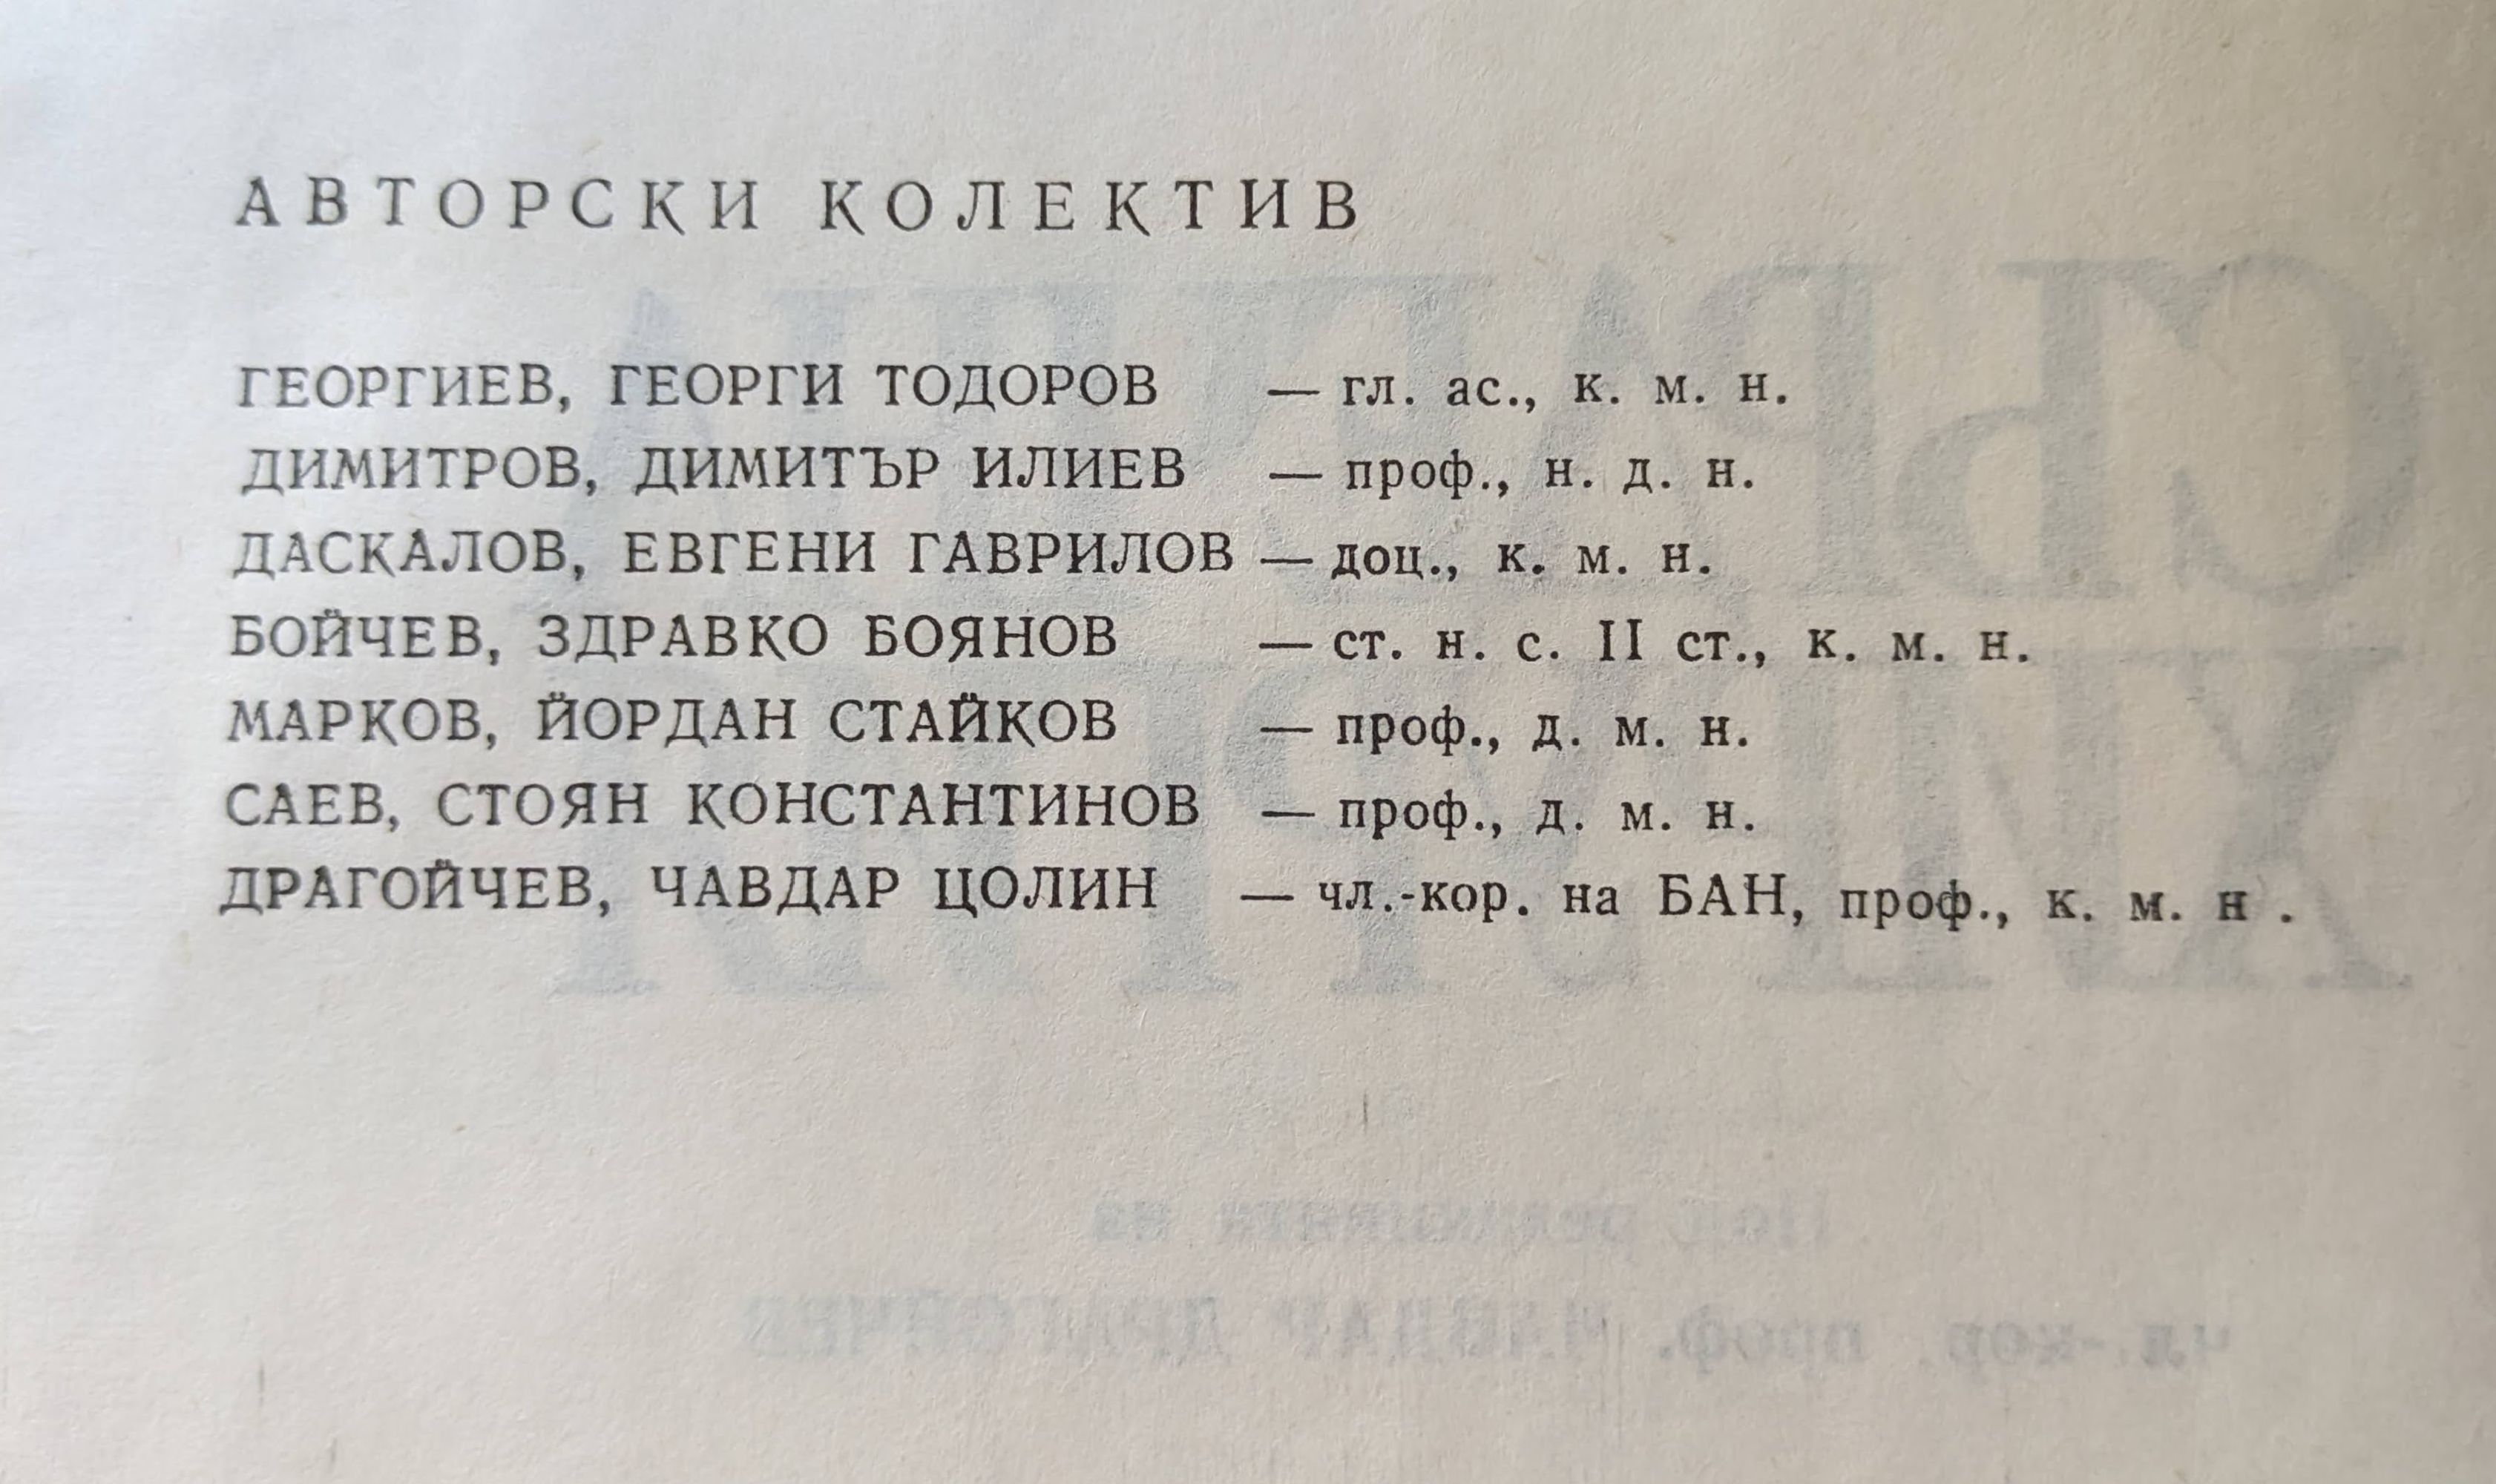 АВТОРСКИ КОЛЕКТИВ
ГЕОРГИЕВ, ГЕОРГИ ТОДОРОВ — гл. ас., к. м. н.
ДИМИТРОВ, ДИМИТЪР ИЛИЕВ — проф., н. д. н.
ДАСКАЛОВ, ЕВГЕНИ ГАВРИЛОВ — доц., к. м. н.
БОЙЧЕВ, ЗДРАВКО БОЯНОВ — ст. н. с. II ст., к. м. н.
МАРКОВ, ЙОРДАН СТАЙКОВ — проф., д. м. н.
САЕВ, СТОЯН КОНСТАНТИНОВ — проф., д. м. н.
ДРАГОЙЧЕВ, ЧАВДАР ЦОЛИН — чл.-кор. на БАН, проф., к. м. н .